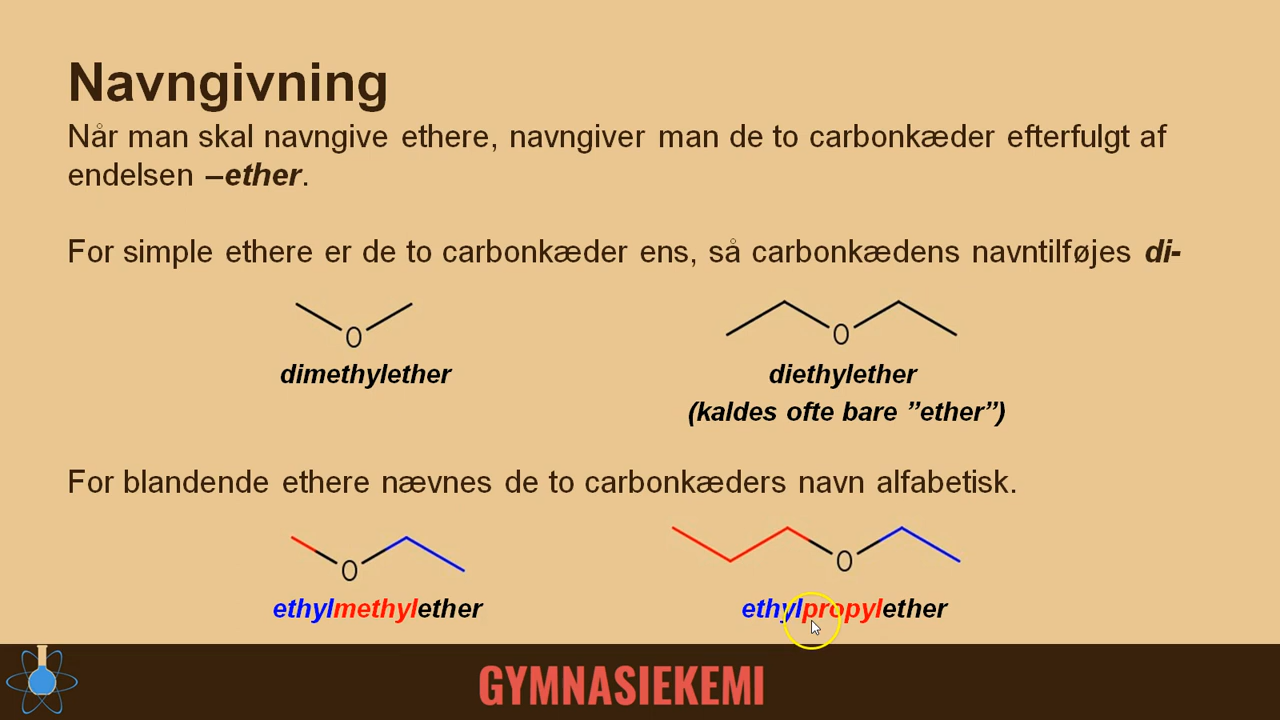 Navngivning
Når man skal navngive ethere, navngiver man de to carbonkæder efterfulgt af
endelsen –ether.
For simple ethere er de to carbonkæder ens, så carbonkædens navntilføjes di-
O
O
dimethylether
diethylether
(kaldes ofte bare ”ether”)
For blandende ethere nævnes de to carbonkæders navn alfabetisk.
O
O
ethylmethylether
ethylpropylether
GYMNASIEKEMI